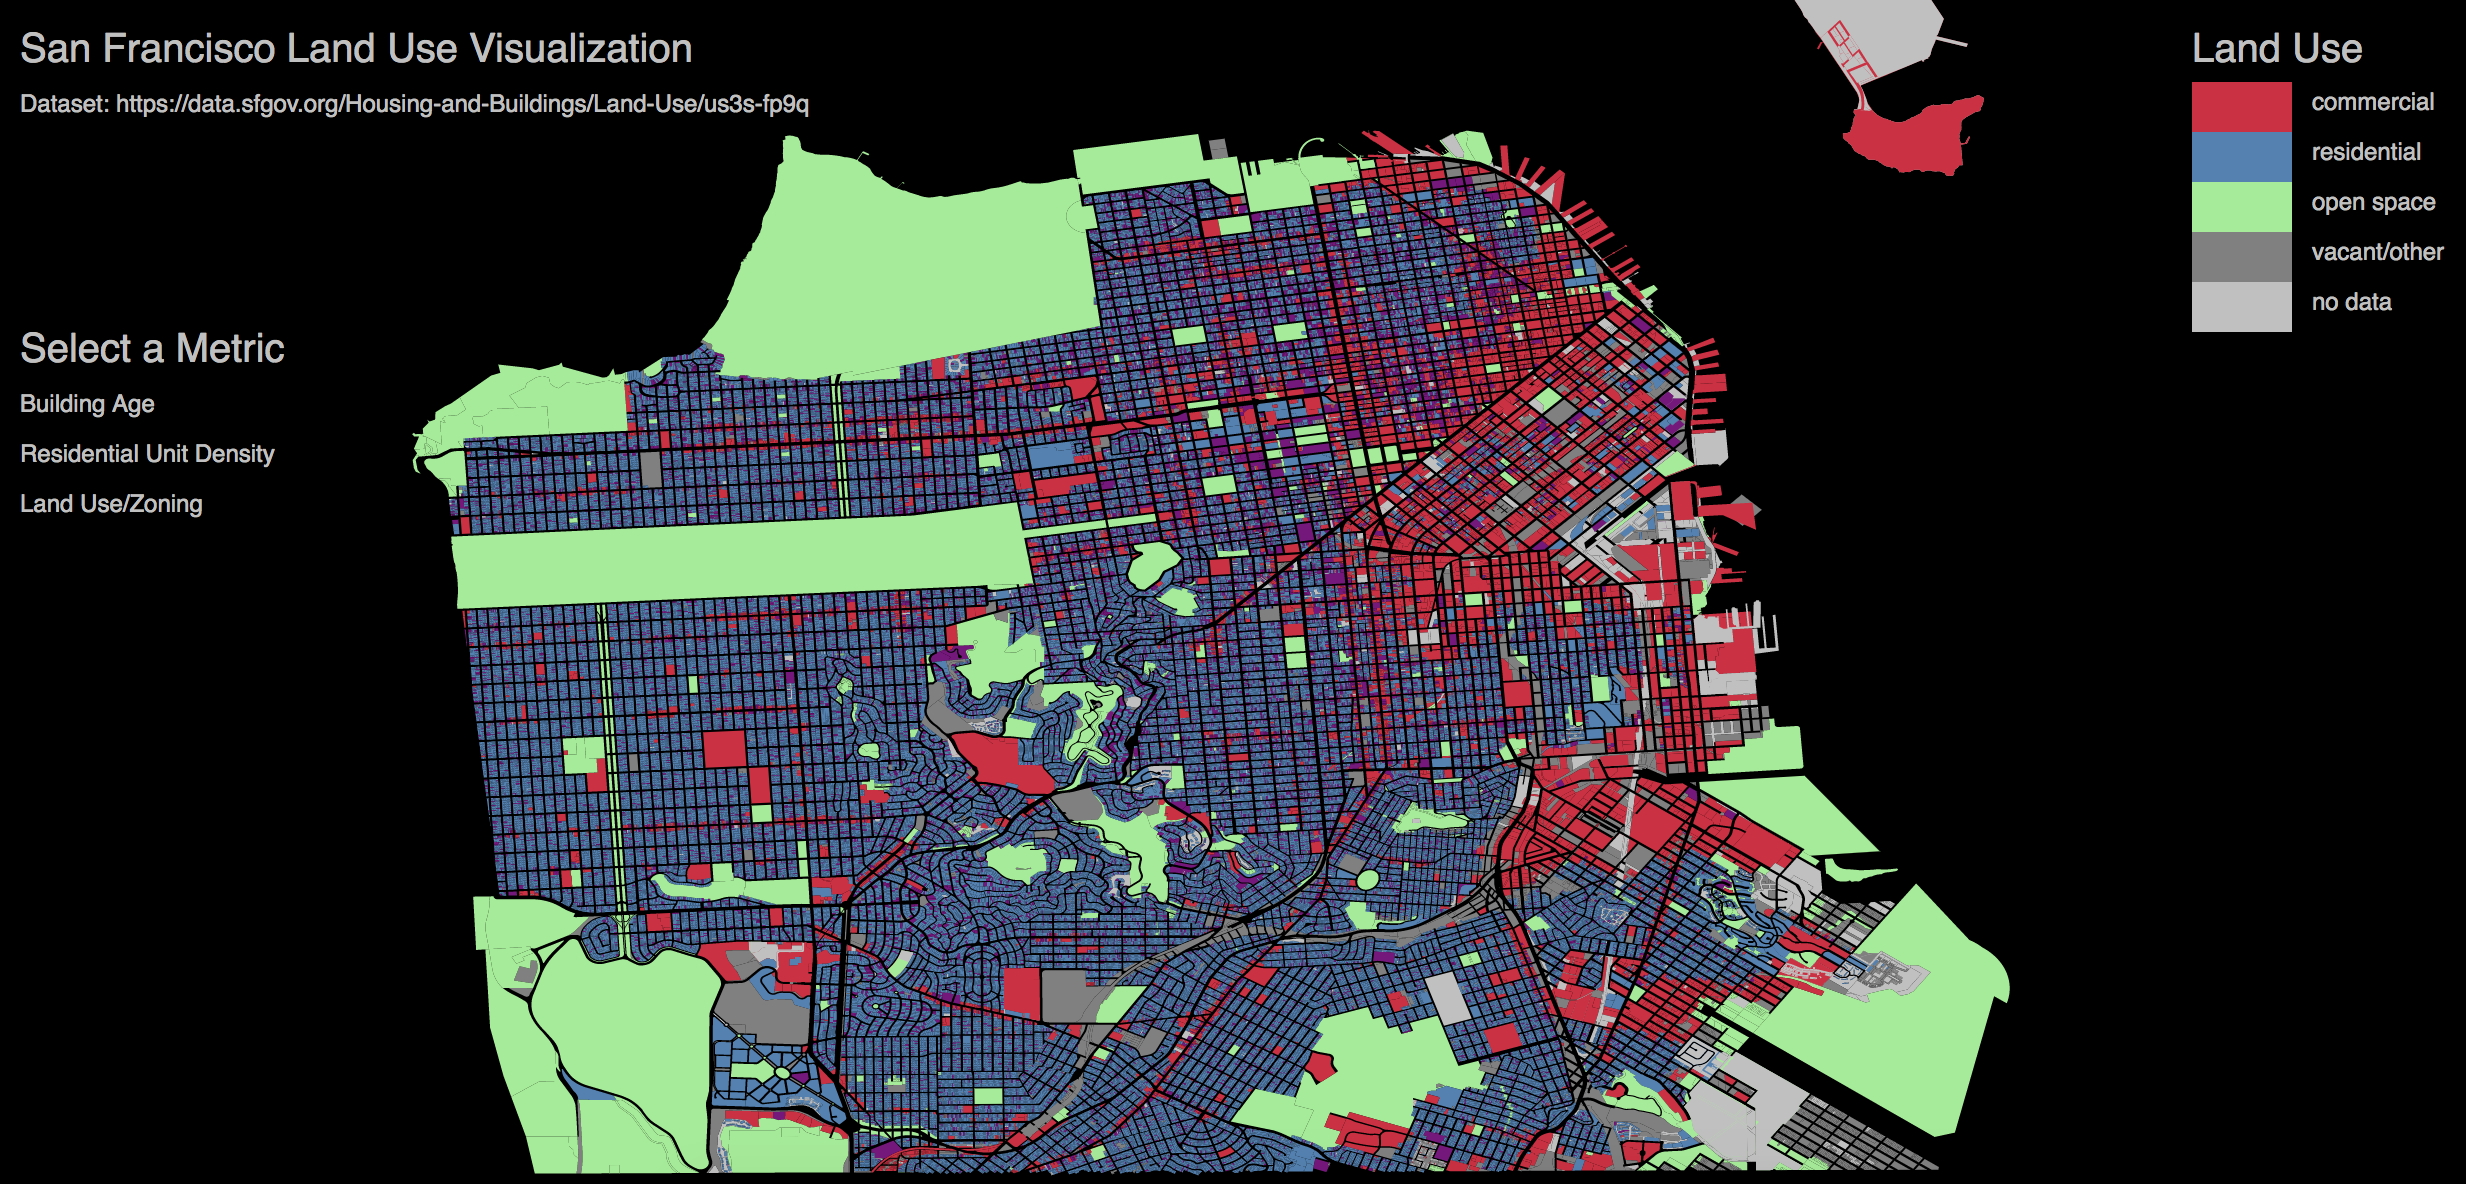 San Francisco Land Use Visualization
Dataset: https://data.sfgov.org/Housing-and-Buildings/Land-Use/us3s-fp9q
Select a Metric
Building Age
Residential Unit Density
Land Use/Zoning
Land Use
commercial
residential
open space
vacant/other
no data